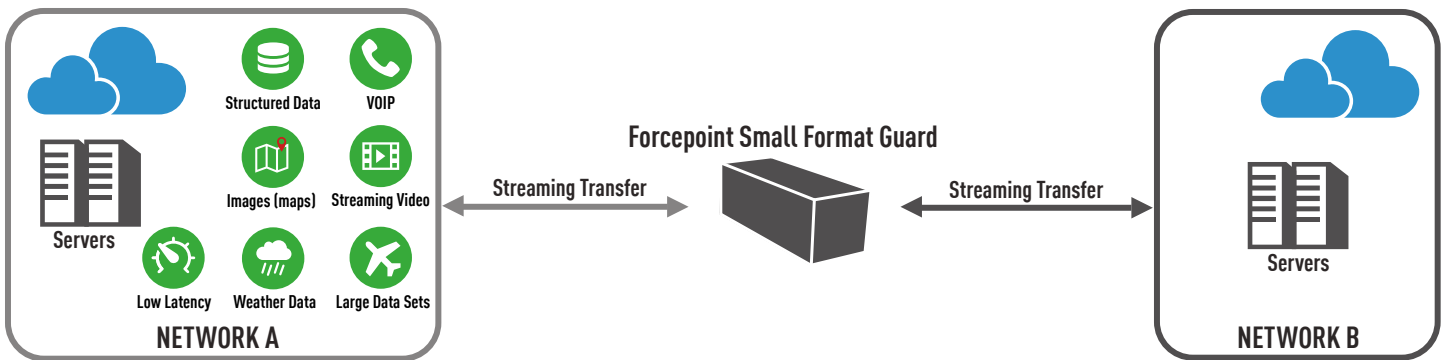 Structured Data
VOIP
Images (maps)
Streaming Video
Servers
Low Latency
Weather Data
Large Data Sets
NETWORK A
Streaming Transfer
Forcepoint Small Format Guard
Streaming Transfer
Servers
NETWORK B